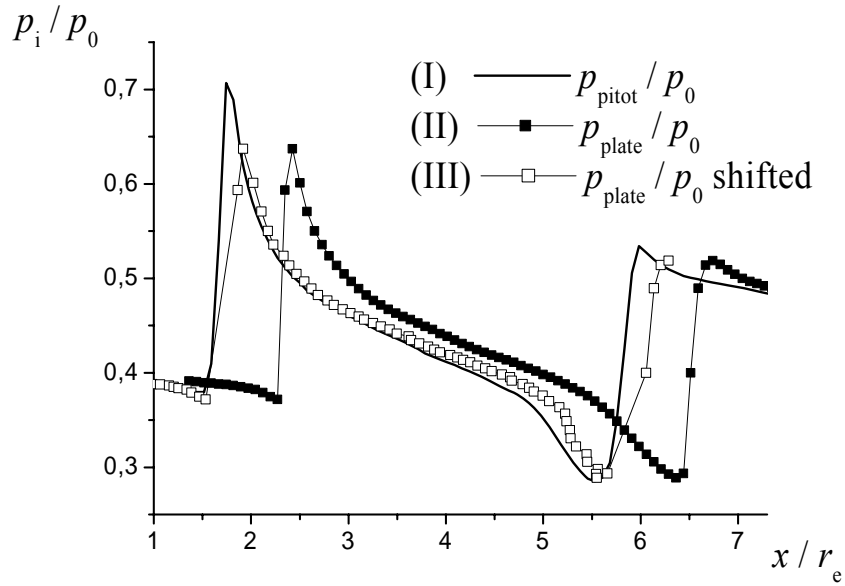 p_i / p_0
0,7
0,6
0,5
0,4
0,3
(I) p_pitot / p_0
(II) p_plate / p_0
(III) p_plate / p_0 shifted
1 2 3 4 5 6 7
x / r_e